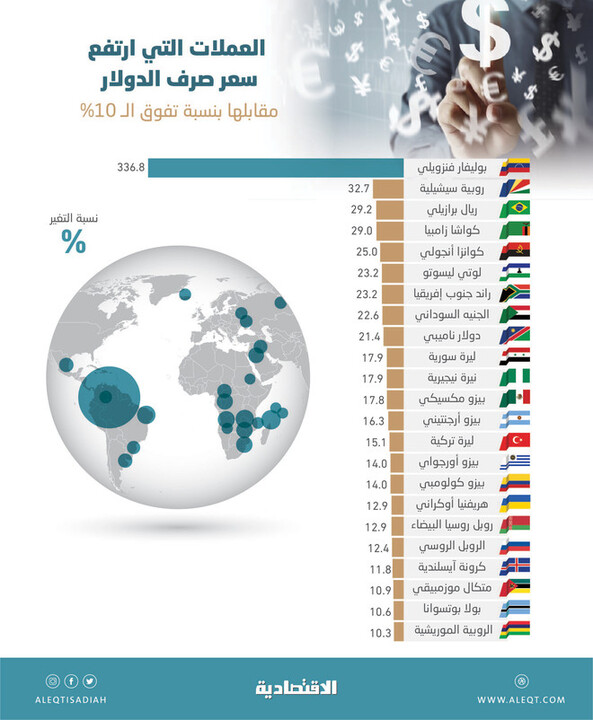 العملات التي ارتفع
سعر صرف الدولار
مقابلها بنسبة تفوق الـ 10%
بوليفار فنزويلي 336.8
روبية سيشيلية 32.7
ريال برازيلي 29.2
كواشا زامبيا 29.0
كوانزا أنجولي 25.0
لوتي ليسوتو 23.2
راند جنوب إفريقيا 23.2
الجنيه السوداني 22.6
دولار ناميبي 21.4
ليرة سورية 17.9
نيرة نيجيرية 17.9
بيزو مكسيكي 17.8
بيزو أرجنتيني 16.3
ليرة تركية 15.1
بيزو أورجواي 14.0
بيزو كولومبي 14.0
هريفنيا أوكراني 12.9
روبل روسيا البيضاء 12.9
الروبل الروسي 12.4
كرونة آيسلندية 11.8
متكال موزمبيقي 10.9
بولا بوتسوانا 10.6
الروبية الموريشية 10.3
نسبة التغير
%
الاقتصادية
ALEQTISADIAH
WWW.ALEQT.COM